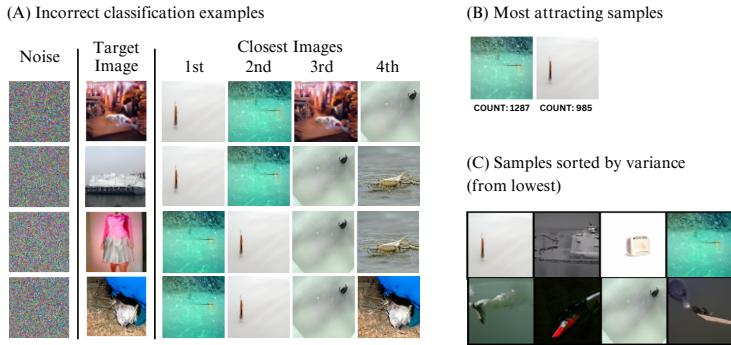 (A) Incorrect classification examples
Noise
Target
Image
Closest Images
1st 2nd 3rd 4th
(B) Most attracting samples
COUNT: 1287 COUNT: 985
(C) Samples sorted by variance
(from lowest)